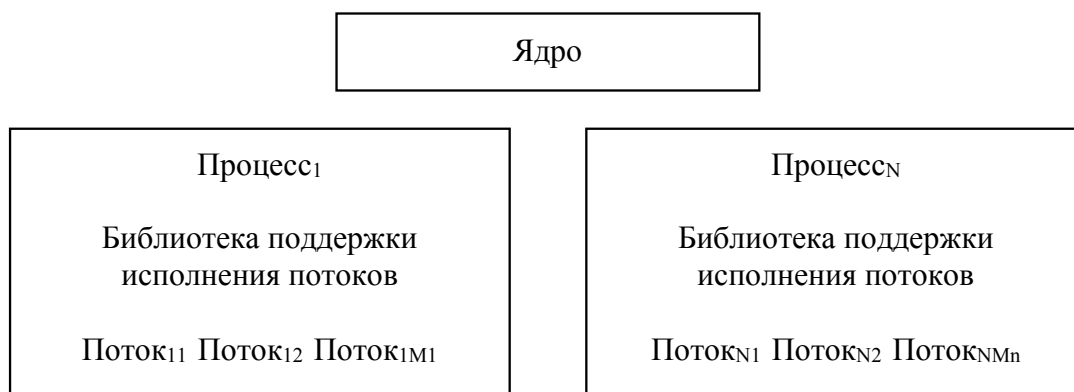 Ядро
Процесс1
Библиотека поддержки
исполнения потоков
Поток11 Поток12 Поток1M1
ПроцессN
Библиотека поддержки
исполнения потоков
ПотокN1 ПотокN2 ПотокNMn